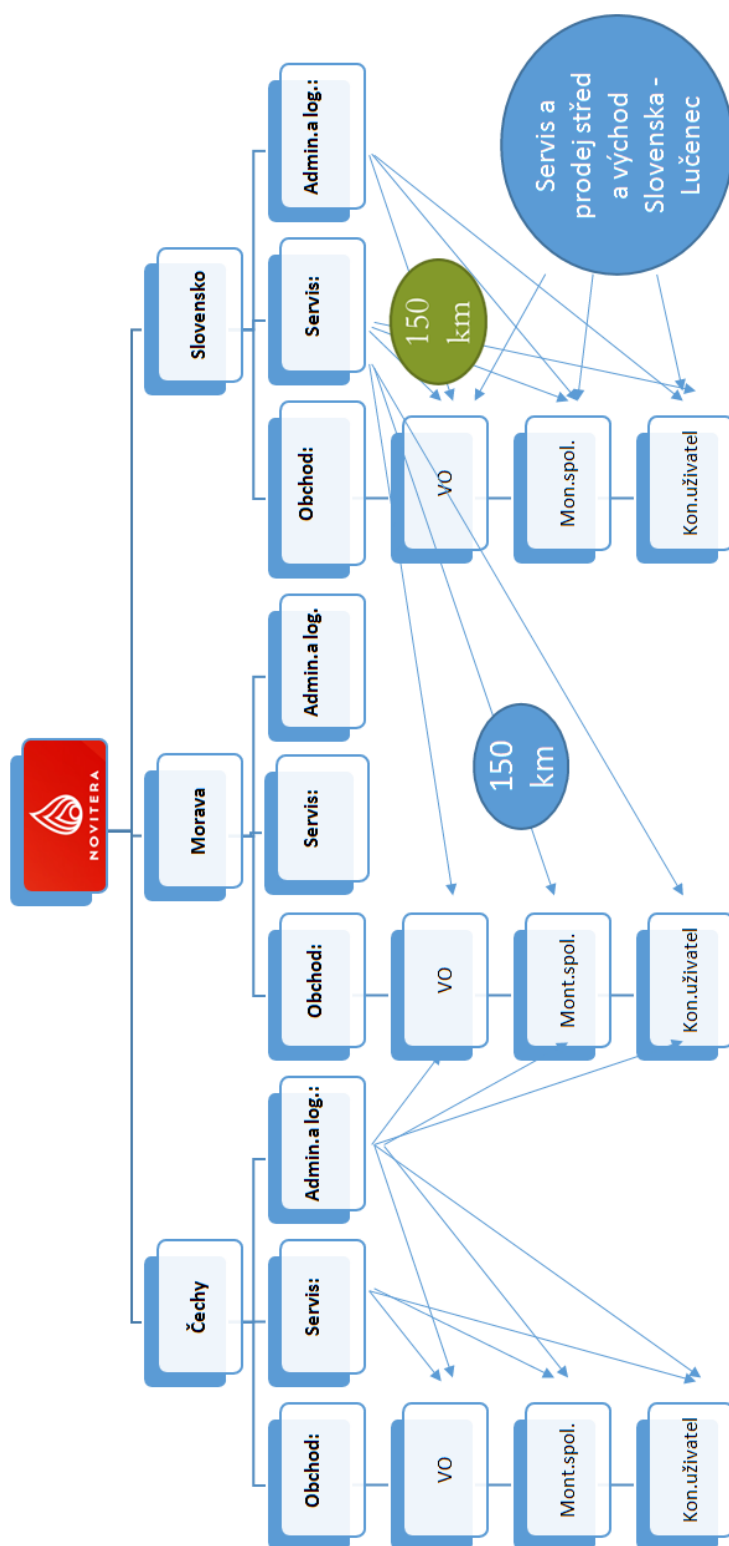 NOVITERA
Čechy
Morava
Slovensko
Obchod:
Servis:
Admin.a log.:
Obchod:
Servis:
Admin.a log.
Obchod:
Servis:
Admin.a log.:
VO
VO
VO
Mont.spol.
Mont.spol.
Mon.spol.
Kon.uživatel
Kon.uživatel
Kon.uživatel
150
km
150
km
Servis a
prodej střed
a východ
Slovenska -
Lučenec